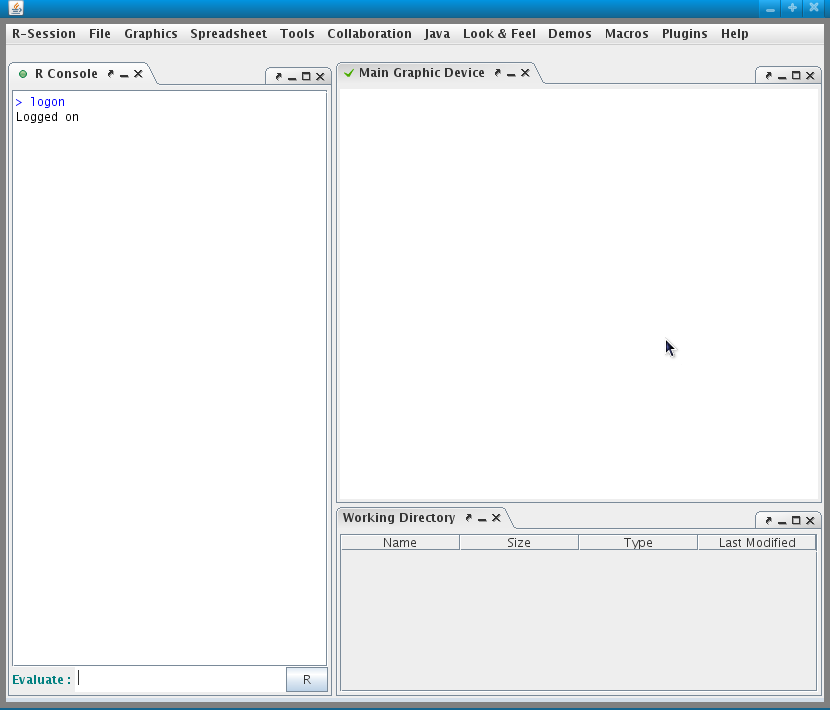 R-Session File Graphics Spreadsheet Tools Collaboration Java Look & Feel Demos Macros Plugins Help
R Console
> logon
Logged on
Evaluate :
R
Main Graphic Device
Working Directory
Name Size Type Last Modified